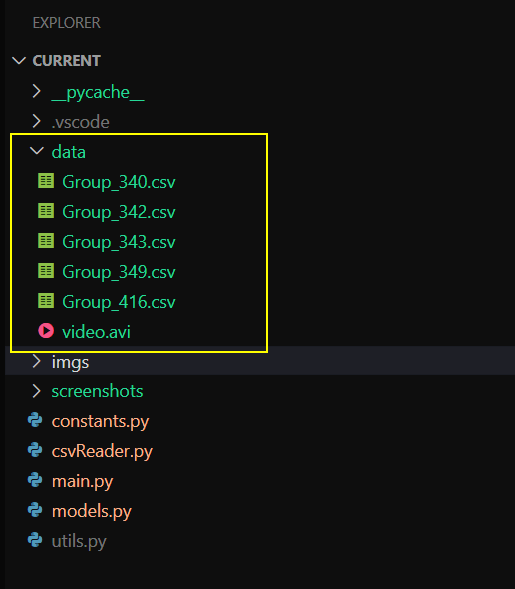 EXPLORER
CURRENT
__pycache__
.vscode
data
Group_340.csv
Group_342.csv
Group_343.csv
Group_349.csv
Group_416.csv
video.avi
imgs
screenshots
constants.py
csvReader.py
main.py
models.py
utils.py